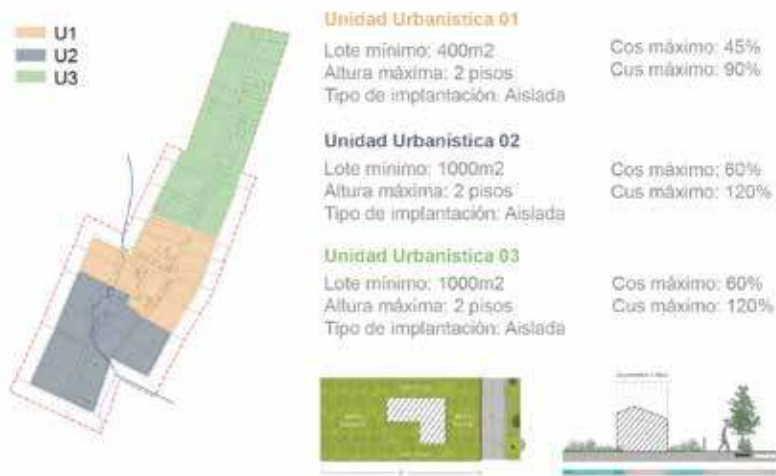 U1
U2
U3
Unidad Urbanística 01
Lote mínimo: 400m2
Altura máxima: 2 pisos
Tipo de implantación: Aislada
Cos máximo: 45%
Cus máximo: 90%
Unidad Urbanística 02
Lote mínimo: 1000m2
Altura máxima: 2 pisos
Tipo de implantación: Aislada
Cos máximo: 60%
Cus máximo: 120%
Unidad Urbanística 03
Lote mínimo: 1000m2
Altura máxima: 2 pisos
Tipo de implantación: Aislada
Cos máximo: 60%
Cus máximo: 120%